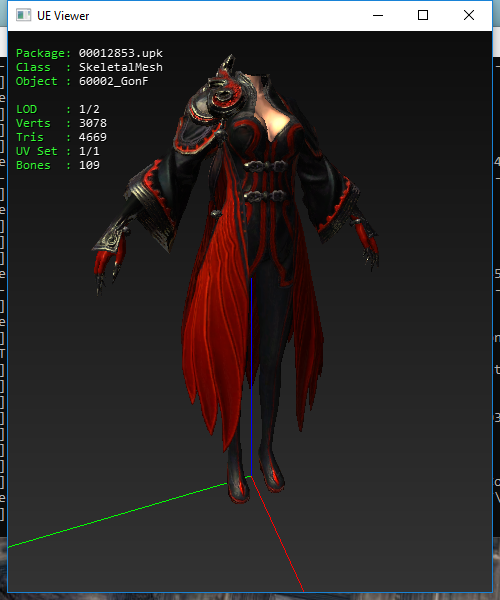 UE Viewer
Package: 00012853.upk
Class : SkeletalMesh
Object : 60002_GonF
LOD : 1/2
Verts : 3078
Tris : 4669
UV Set : 1/1
Bones : 109